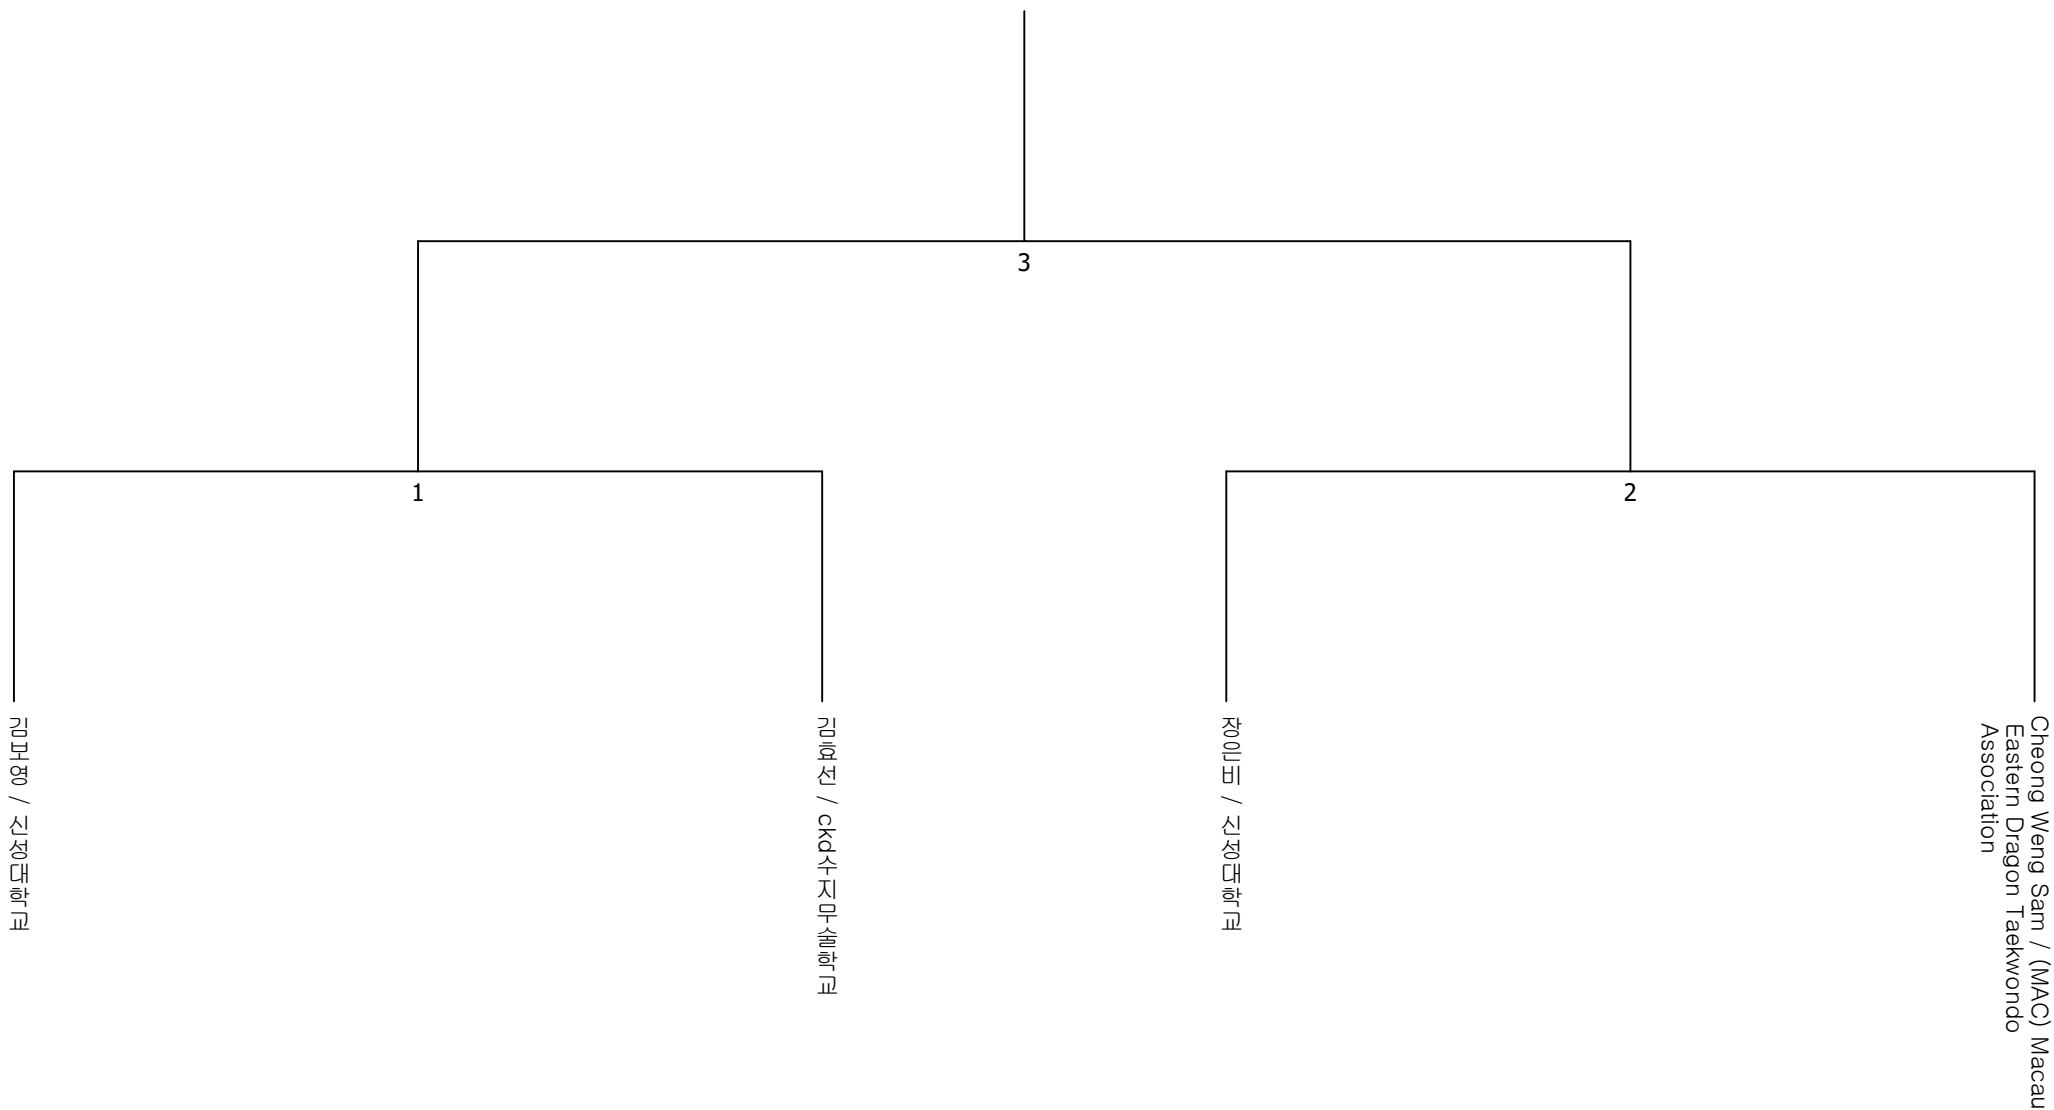 3
1
2
김모영 / 신성대학교
김효선 / ckd수지무술학교
장은비 / 신성대학교
Cheong Weng Sam / (MAC) Macau
Eastern Dragon Taekwondo
Association